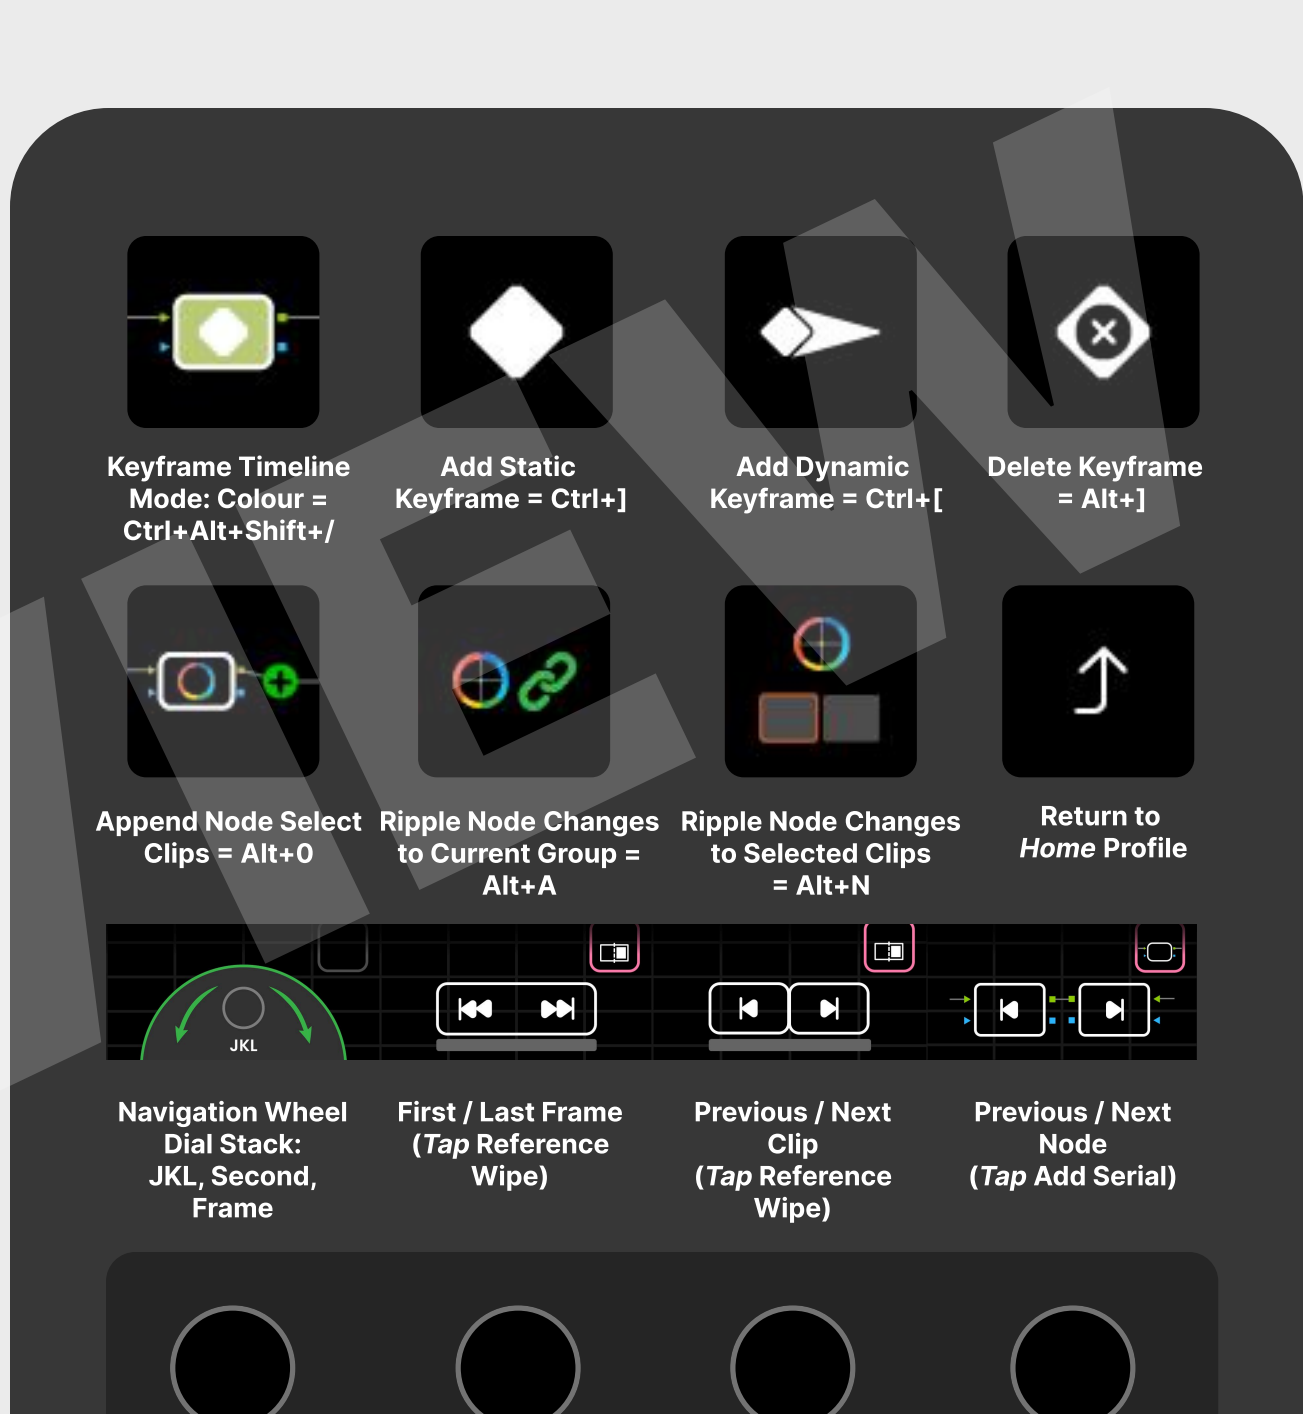 Keyframe Timeline
Mode: Colour =
Ctrl+Alt+Shift+/
Add Static
Keyframe = Ctrl+]
Add Dynamic
Keyframe = Ctrl+[
Delete Keyframe
= Alt+]
Append Node Select
Clips = Alt+0
Ripple Node Changes
to Current Group =
Alt+A
Ripple Node Changes
to Selected Clips
= Alt+N
Return to
Home Profile
JKL
Navigation Wheel
Dial Stack:
JKL, Second,
Frame
First / Last Frame
(Tap Reference
Wipe)
Previous / Next
Clip
(Tap Reference
Wipe)
Previous / Next
Node
(Tap Add Serial)
VIEW